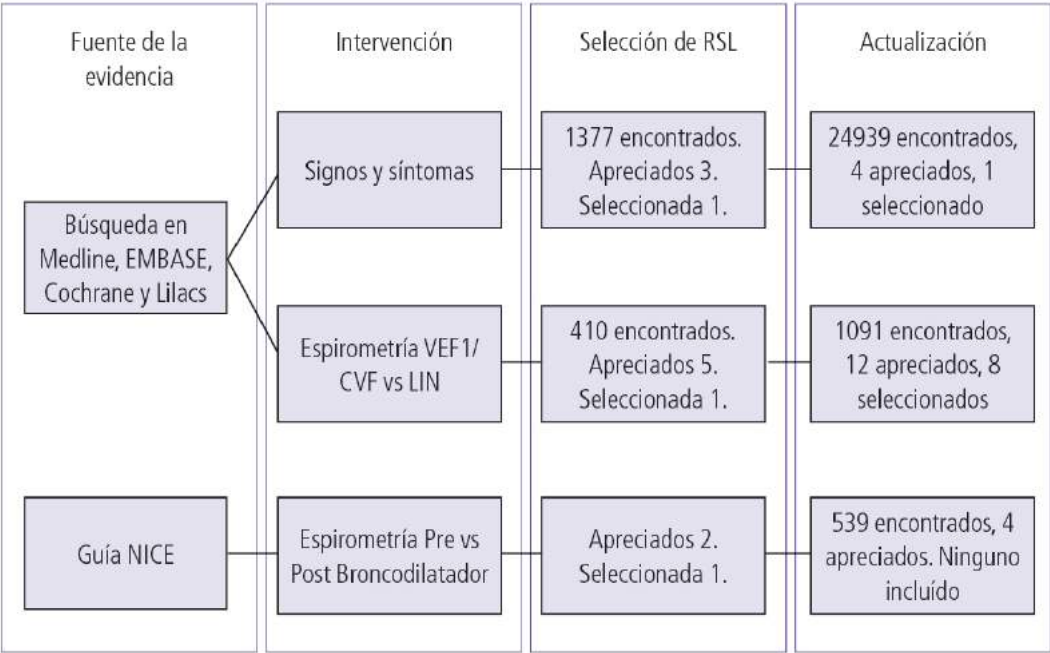 Fuente de la
evidencia
Intervención
Selección de RSL
Actualización
Búsqueda en
Medline, EMBASE,
Cochrane y Lilacs
Signos y síntomas
1377 encontrados.
Apreciados 3.
Seleccionada 1.
24939 encontrados,
4 apreciados, 1
seleccionado
Espirometría VEF1/
CVF vs LIN
410 encontrados.
Apreciados 5.
Seleccionada 1.
1091 encontrados,
12 apreciados, 8
seleccionados
Guía NICE
Espirometría Pre vs
Post Broncodilatador
Apreciados 2.
Seleccionada 1.
539 encontrados, 4
apreciados. Ninguno
incluído